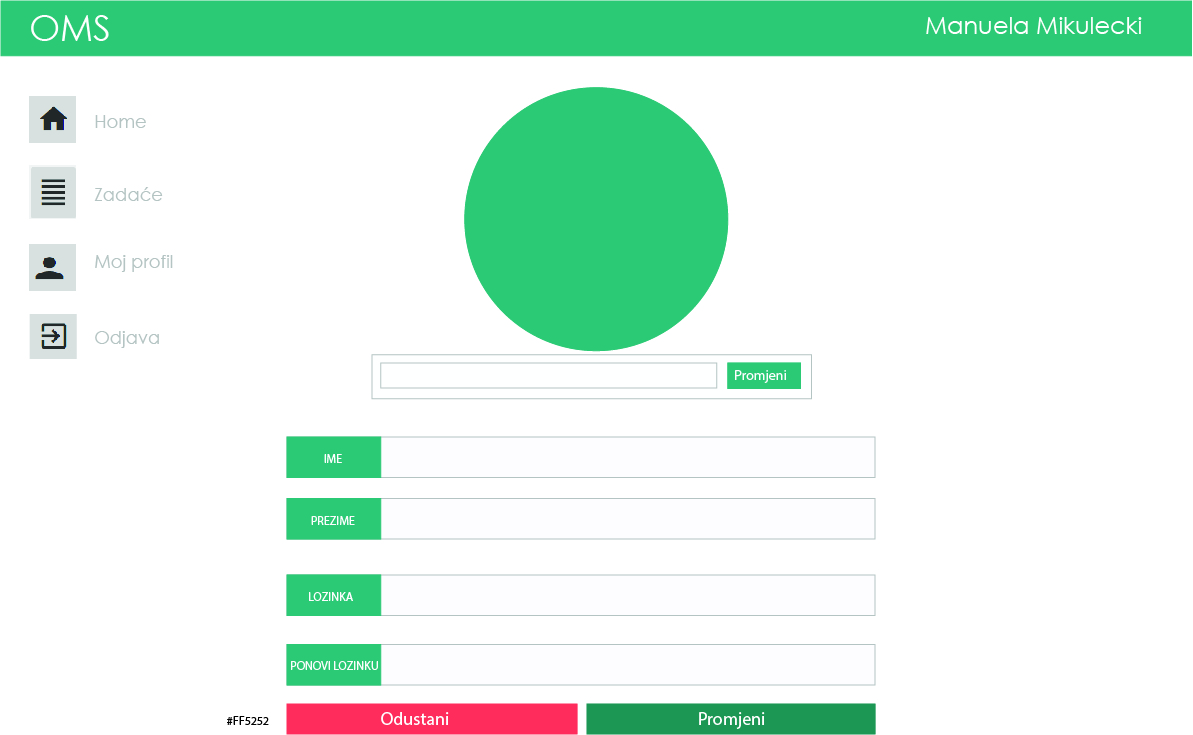 OMS
Manuela Mikulecki
Home
Zadaće
Moj profil
Odjava
Promjeni
IME
PREZIME
LOZINKA
PONOVI LOZINKU
#FF5252
Odustani
Promjeni